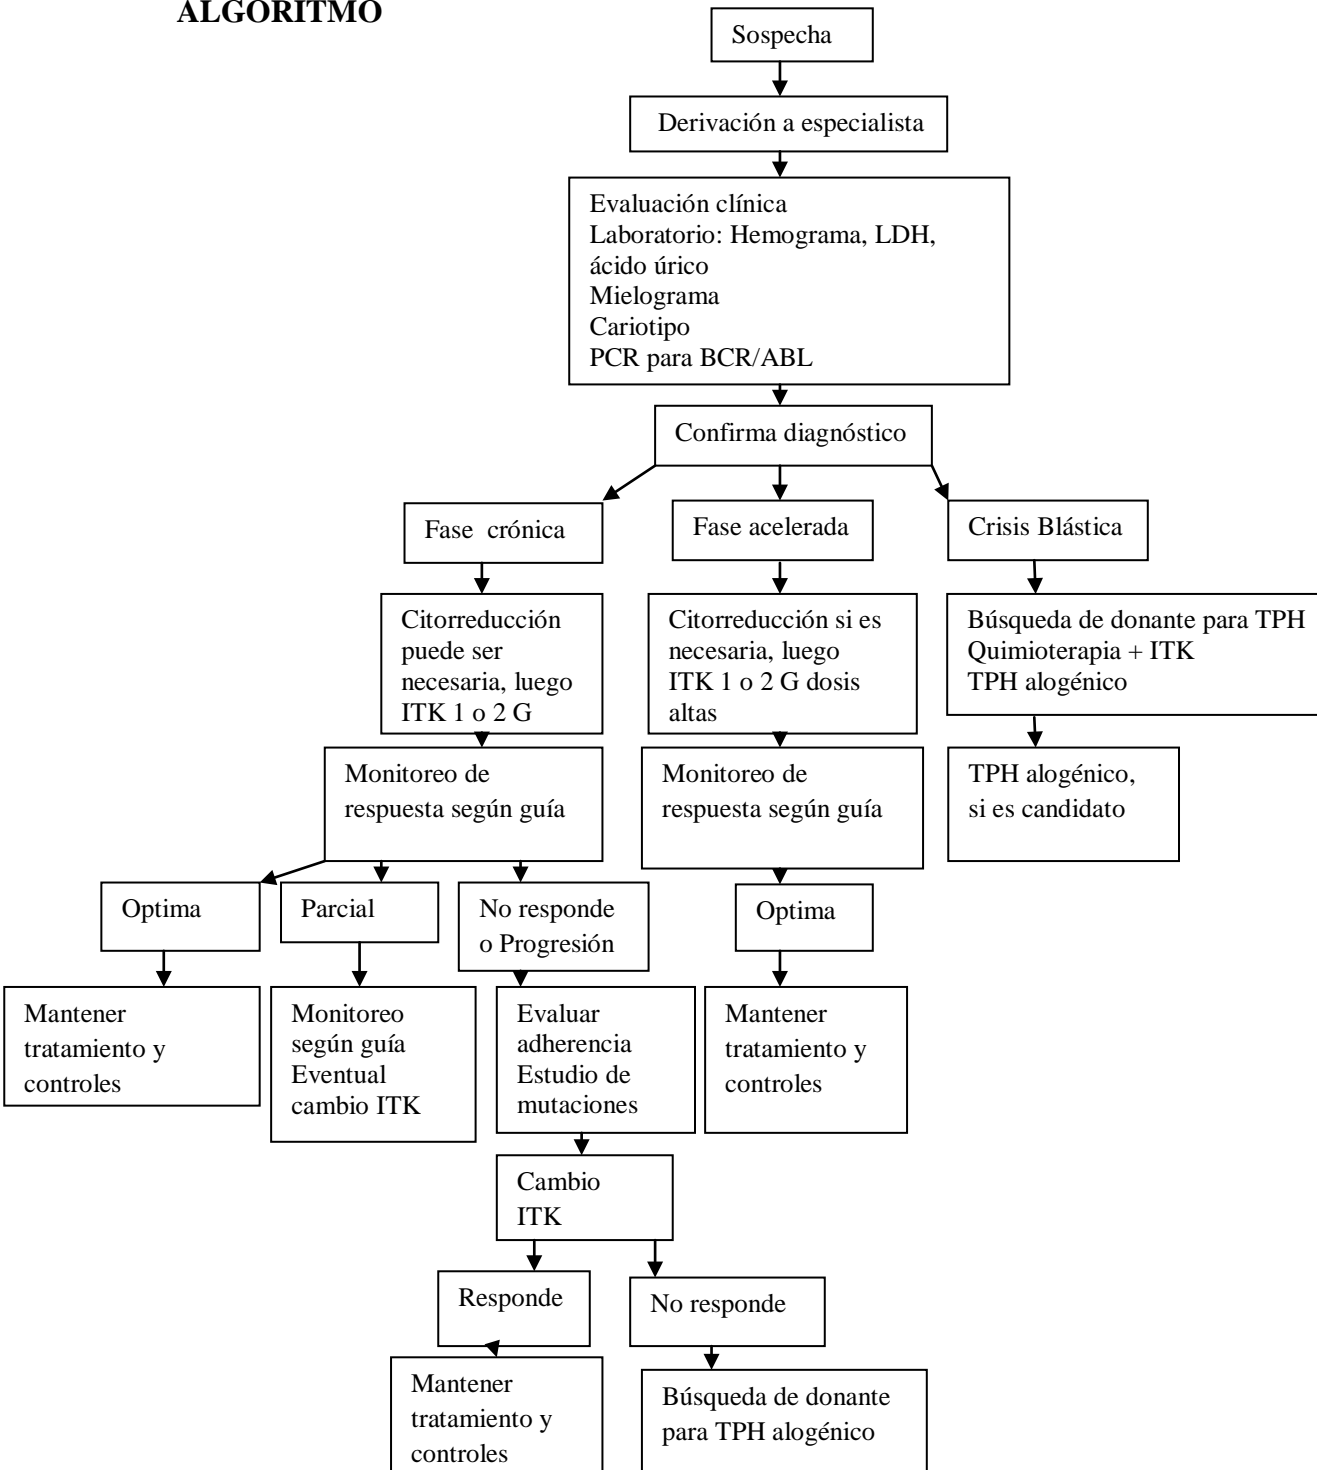 ALGORITMO
Sospecha
Derivación a especialista
Evaluación clínica
Laboratorio: Hemograma, LDH,
ácido úrico
Mielograma
Cariotipo
PCR para BCR/ABL
Confirma diagnóstico
Fase crónica
Fase acelerada
Crisis Blástica
Citorreducción
puede ser
necesaria, luego
ITK 1 o 2 G
Citorreducción si es
necesaria, luego
ITK 1 o 2 G dosis
altas
Búsqueda de donante para TPH
Quimioterapia + ITK
TPH alogénico
Monitoreo de
respuesta según guía
Monitoreo de
respuesta según guía
TPH alogénico,
si es candidato
Optima
Parcial
No responde
o Progresión
Optima
Mantener
tratamiento y
controles
Monitoreo
según guía
Eventual
cambio ITK
Evaluar
adherencia
Estudio de
mutaciones
Mantener
tratamiento y
controles
Cambio
ITK
Responde
No responde
Mantener
tratamiento y
controles
Búsqueda de donante
para TPH alogénico